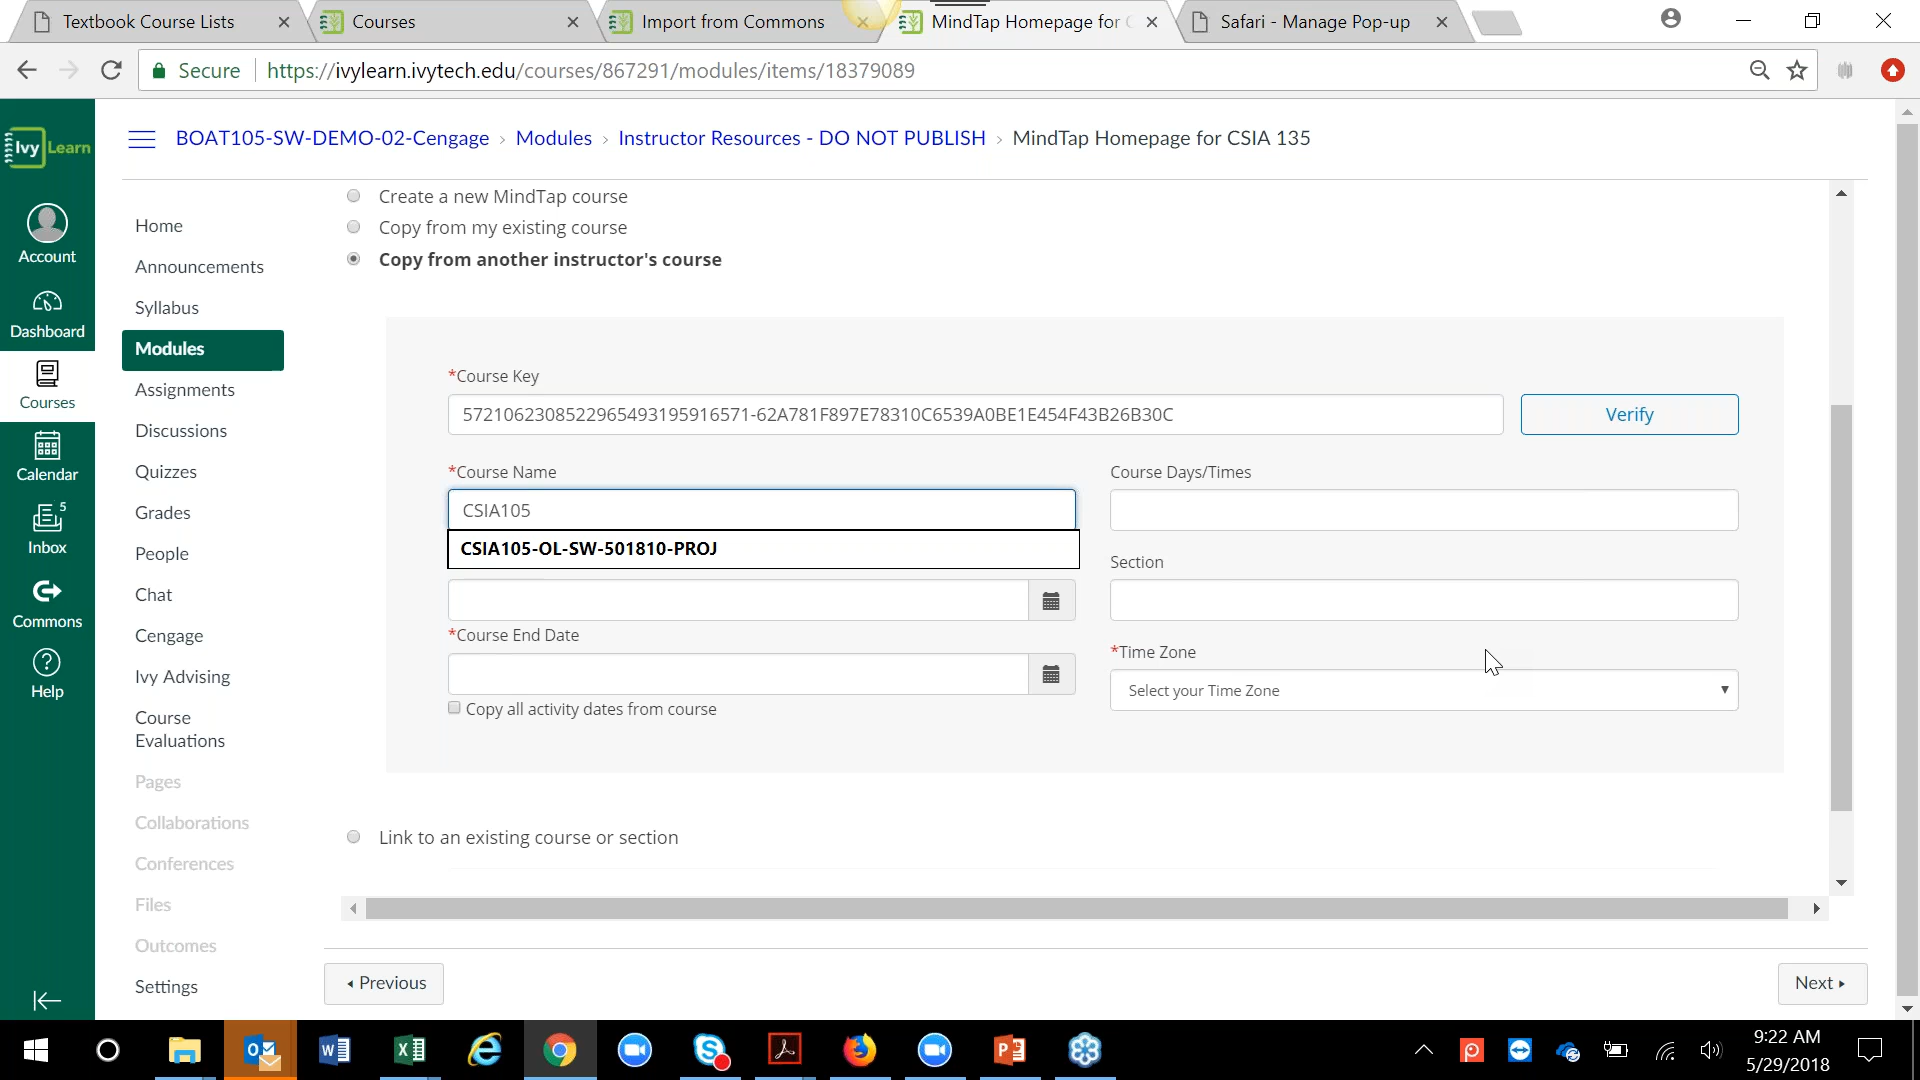 Textbook Course Lists
Courses
Import from Commons
MindTap Homepage for C
Safari - Manage Pop-up
Secure
https://ivylearn.ivytech.edu/courses/867291/modules/items/18379089
Ivy Learn
BOAT105-SW-DEMO-02-Cengage › Modules › Instructor Resources - DO NOT PUBLISH › MindTap Homepage for CSIA 135
Account
Dashboard
Courses
Calendar
5
Inbox
Commons
Help
Home
Announcements
Syllabus
Modules
Assignments
Discussions
Quizzes
Grades
People
Chat
Cengage
Ivy Advising
Course
Evaluations
Pages
Collaborations
Conferences
Files
Outcomes
Settings
Create a new MindTap course
Copy from my existing course
Copy from another instructor's course
*Course Key
5721062308522965493195916571-62A781F897E78310C6539A0BE1E454F43B26B30C
Verify
*Course Name
CSIA105
CSIA105-OL-SW-501810-PROJ
Course Days/Times
Section
*Course End Date
*Time Zone
Select your Time Zone
Copy all activity dates from course
Link to an existing course or section
Previous
Next
9:22 AM
5/29/2018